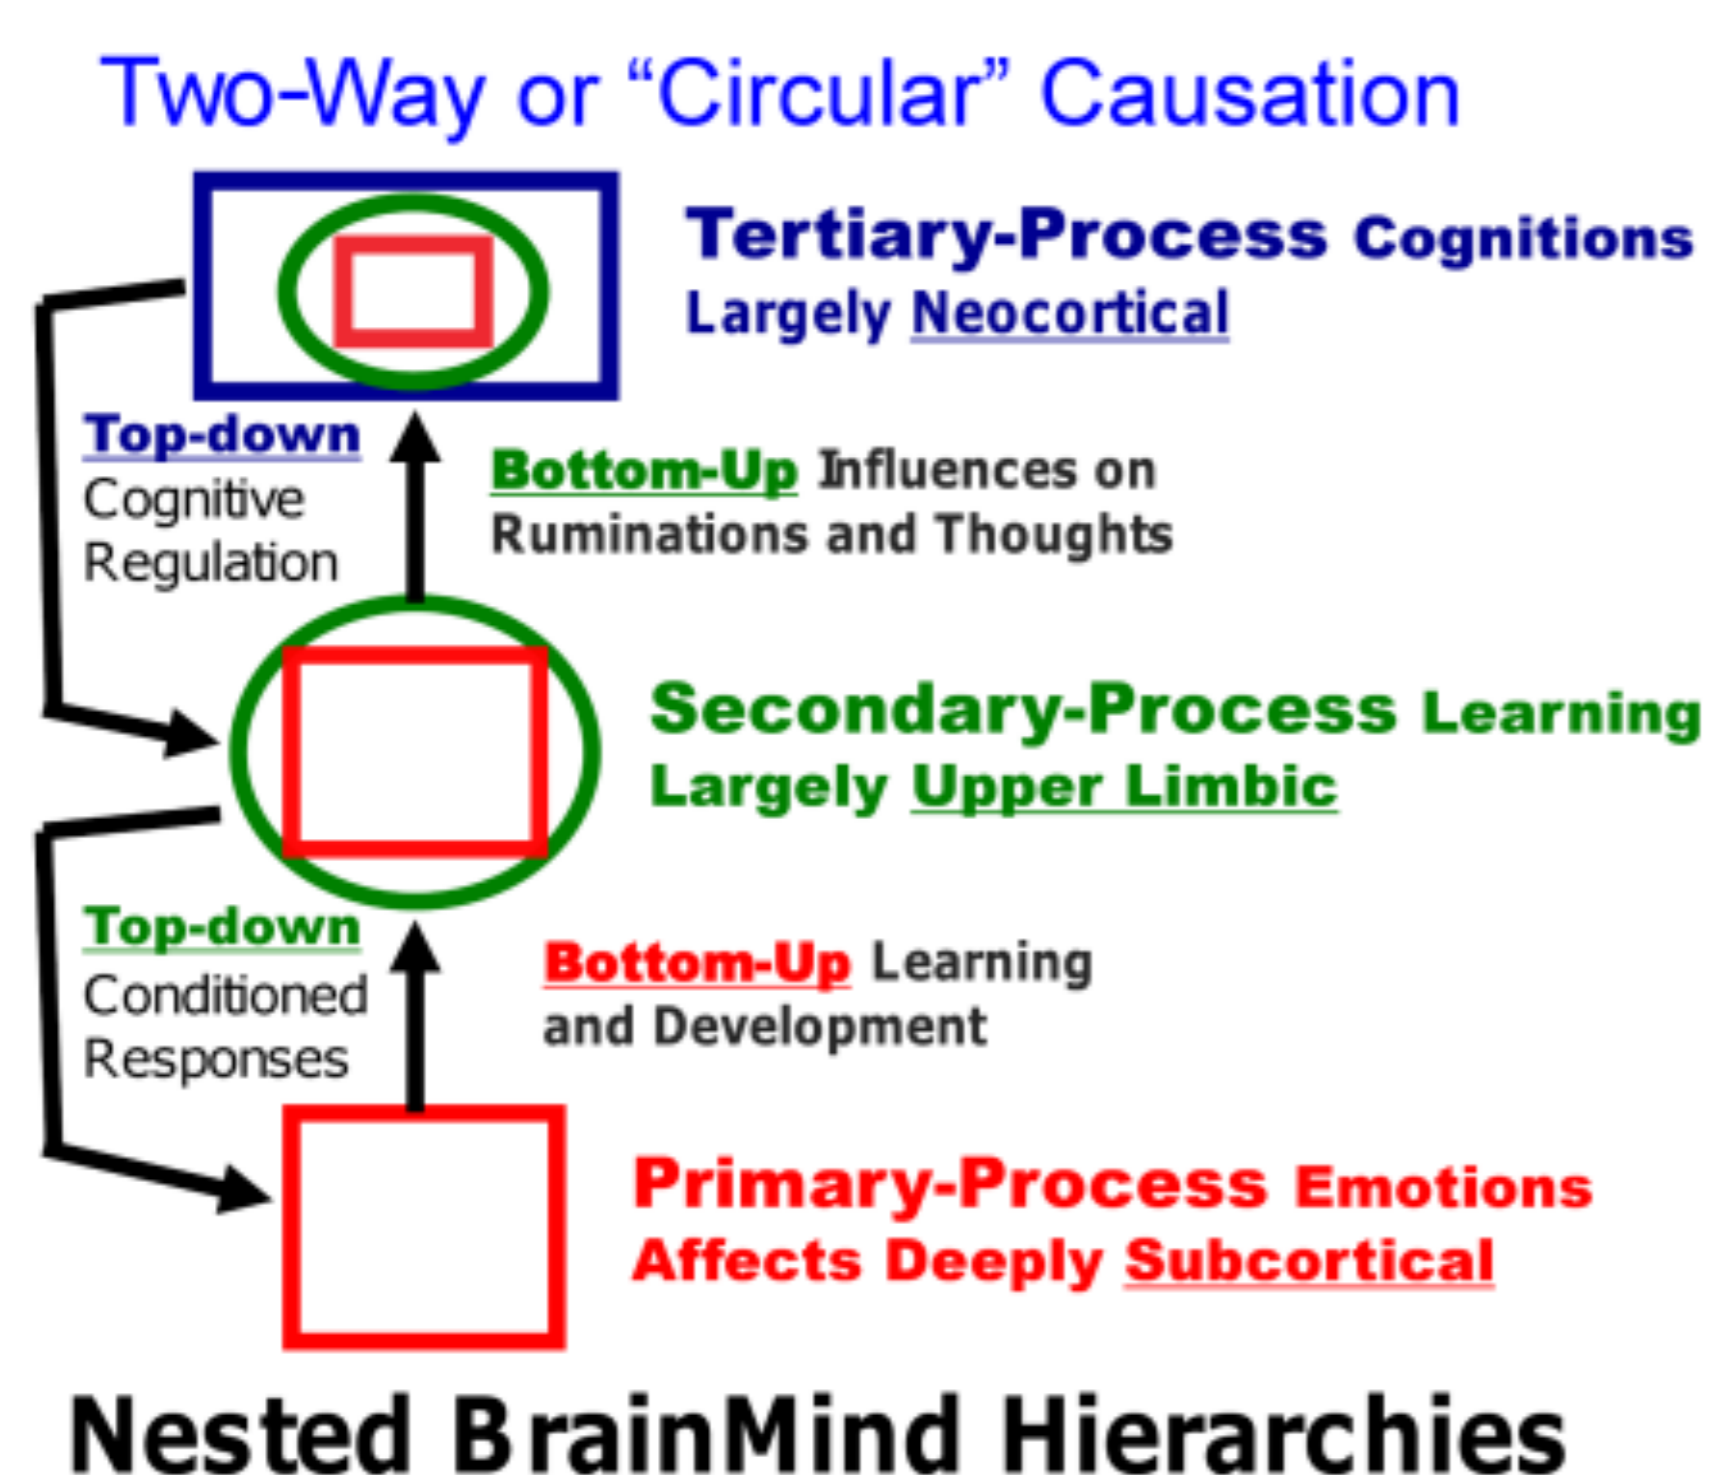 Two-Way or “Circular” Causation
Tertiary-Process Cognitions
Largely Neocortical
Top-down
Cognitive
Regulation
Bottom-Up Influences on
Ruminations and Thoughts
Secondary-Process Learning
Largely Upper Limbic
Top-down
Conditioned
Responses
Bottom-Up Learning
and Development
Primary-Process Emotions
Affects Deeply Subcortical
Nested BrainMind Hierarchies